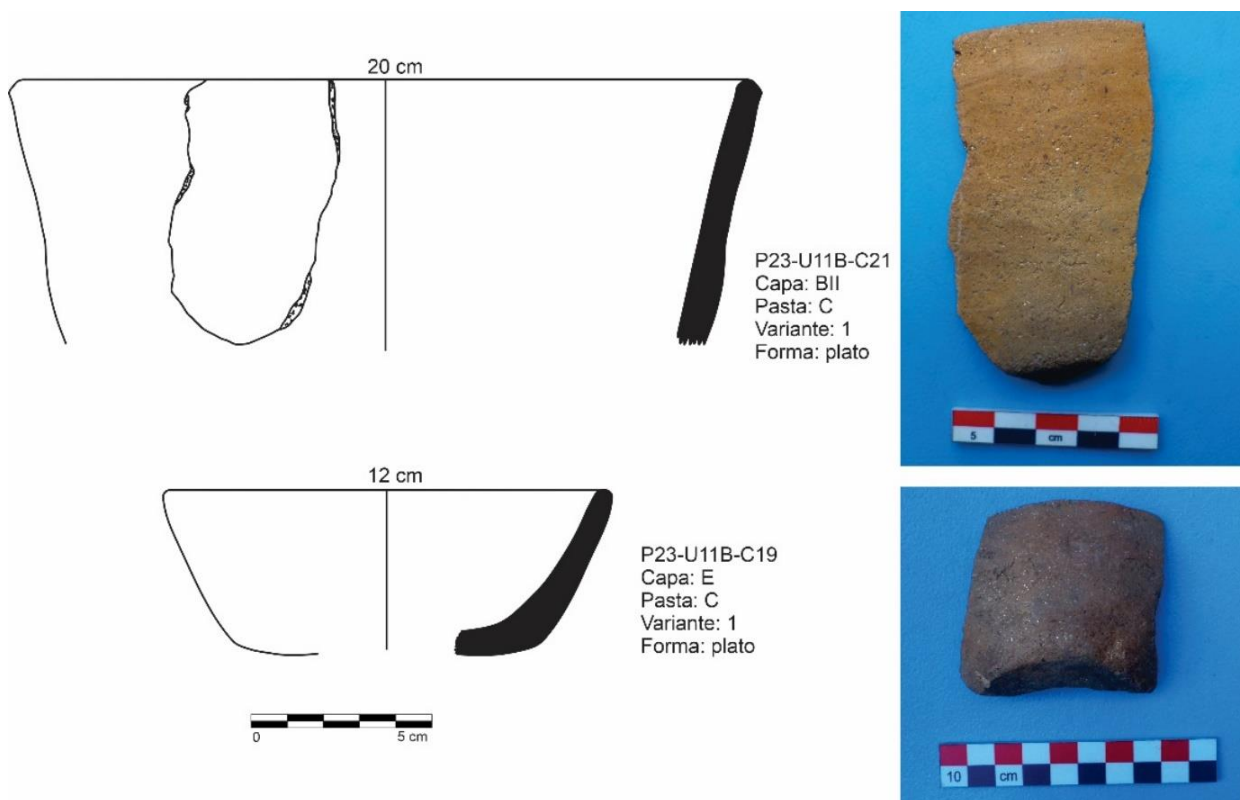 20 cm
P23-U11B-C21
Capa: BII
Pasta: C
Variante: 1
Forma: plato
5 cm
12 cm
P23-U11B-C19
Capa: E
Pasta: C
Variante: 1
Forma: plato
0 5 cm
10 cm